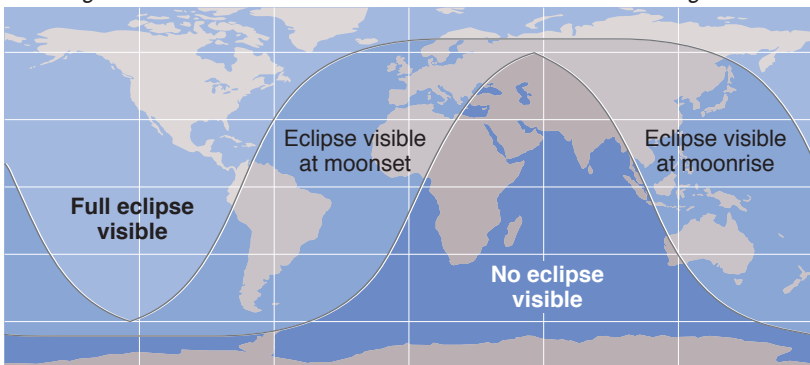 Eclipse visible
at moonset
Eclipse visible
at moonrise
Full eclipse
visible
No eclipse
visible